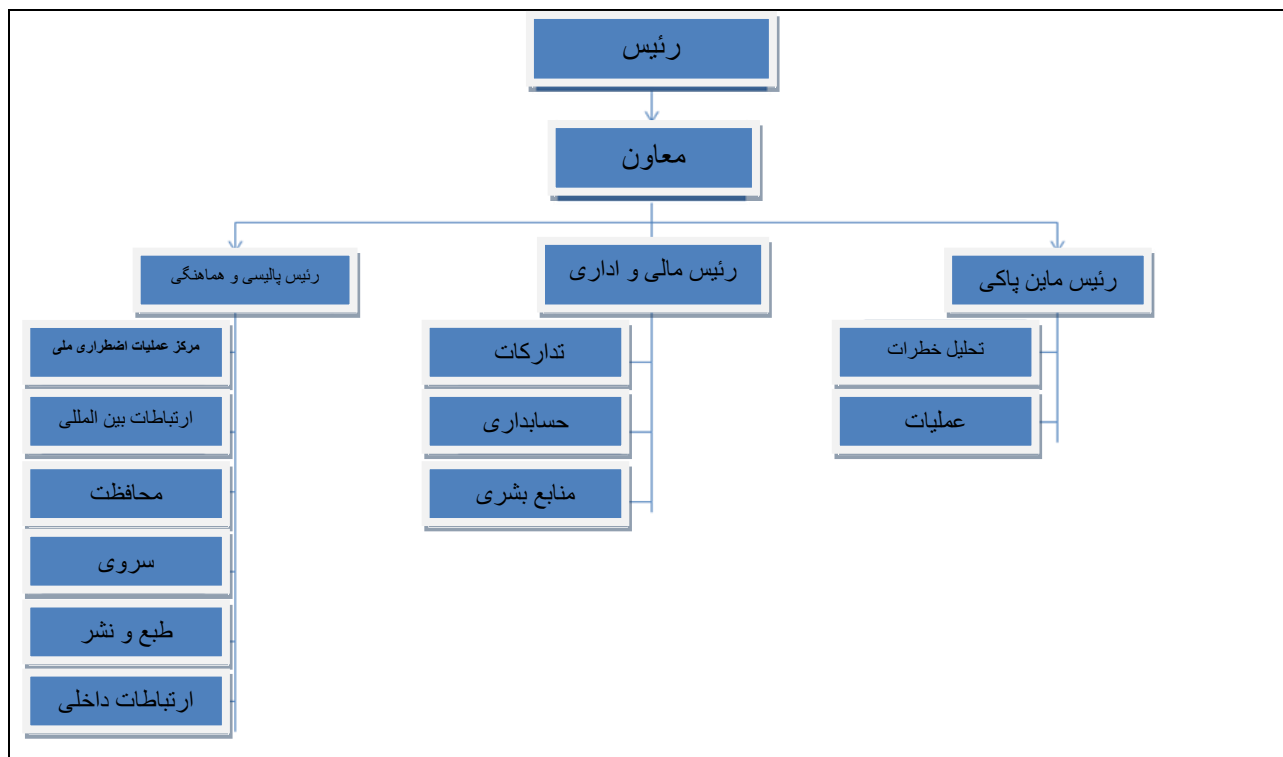 رئیس
معاون
رئیس ماین پاکی
تحلیل خطرات
عملیات
رئیس مالی و اداری
تدارکات
حسابداری
منابع بشری
رئیس پالیسی و هماهنگی
مرکز عملیات اضطراری ملی
ارتباطات بین المللی
محافظت
سروی
طبع و نشر
ارتباطات داخلی